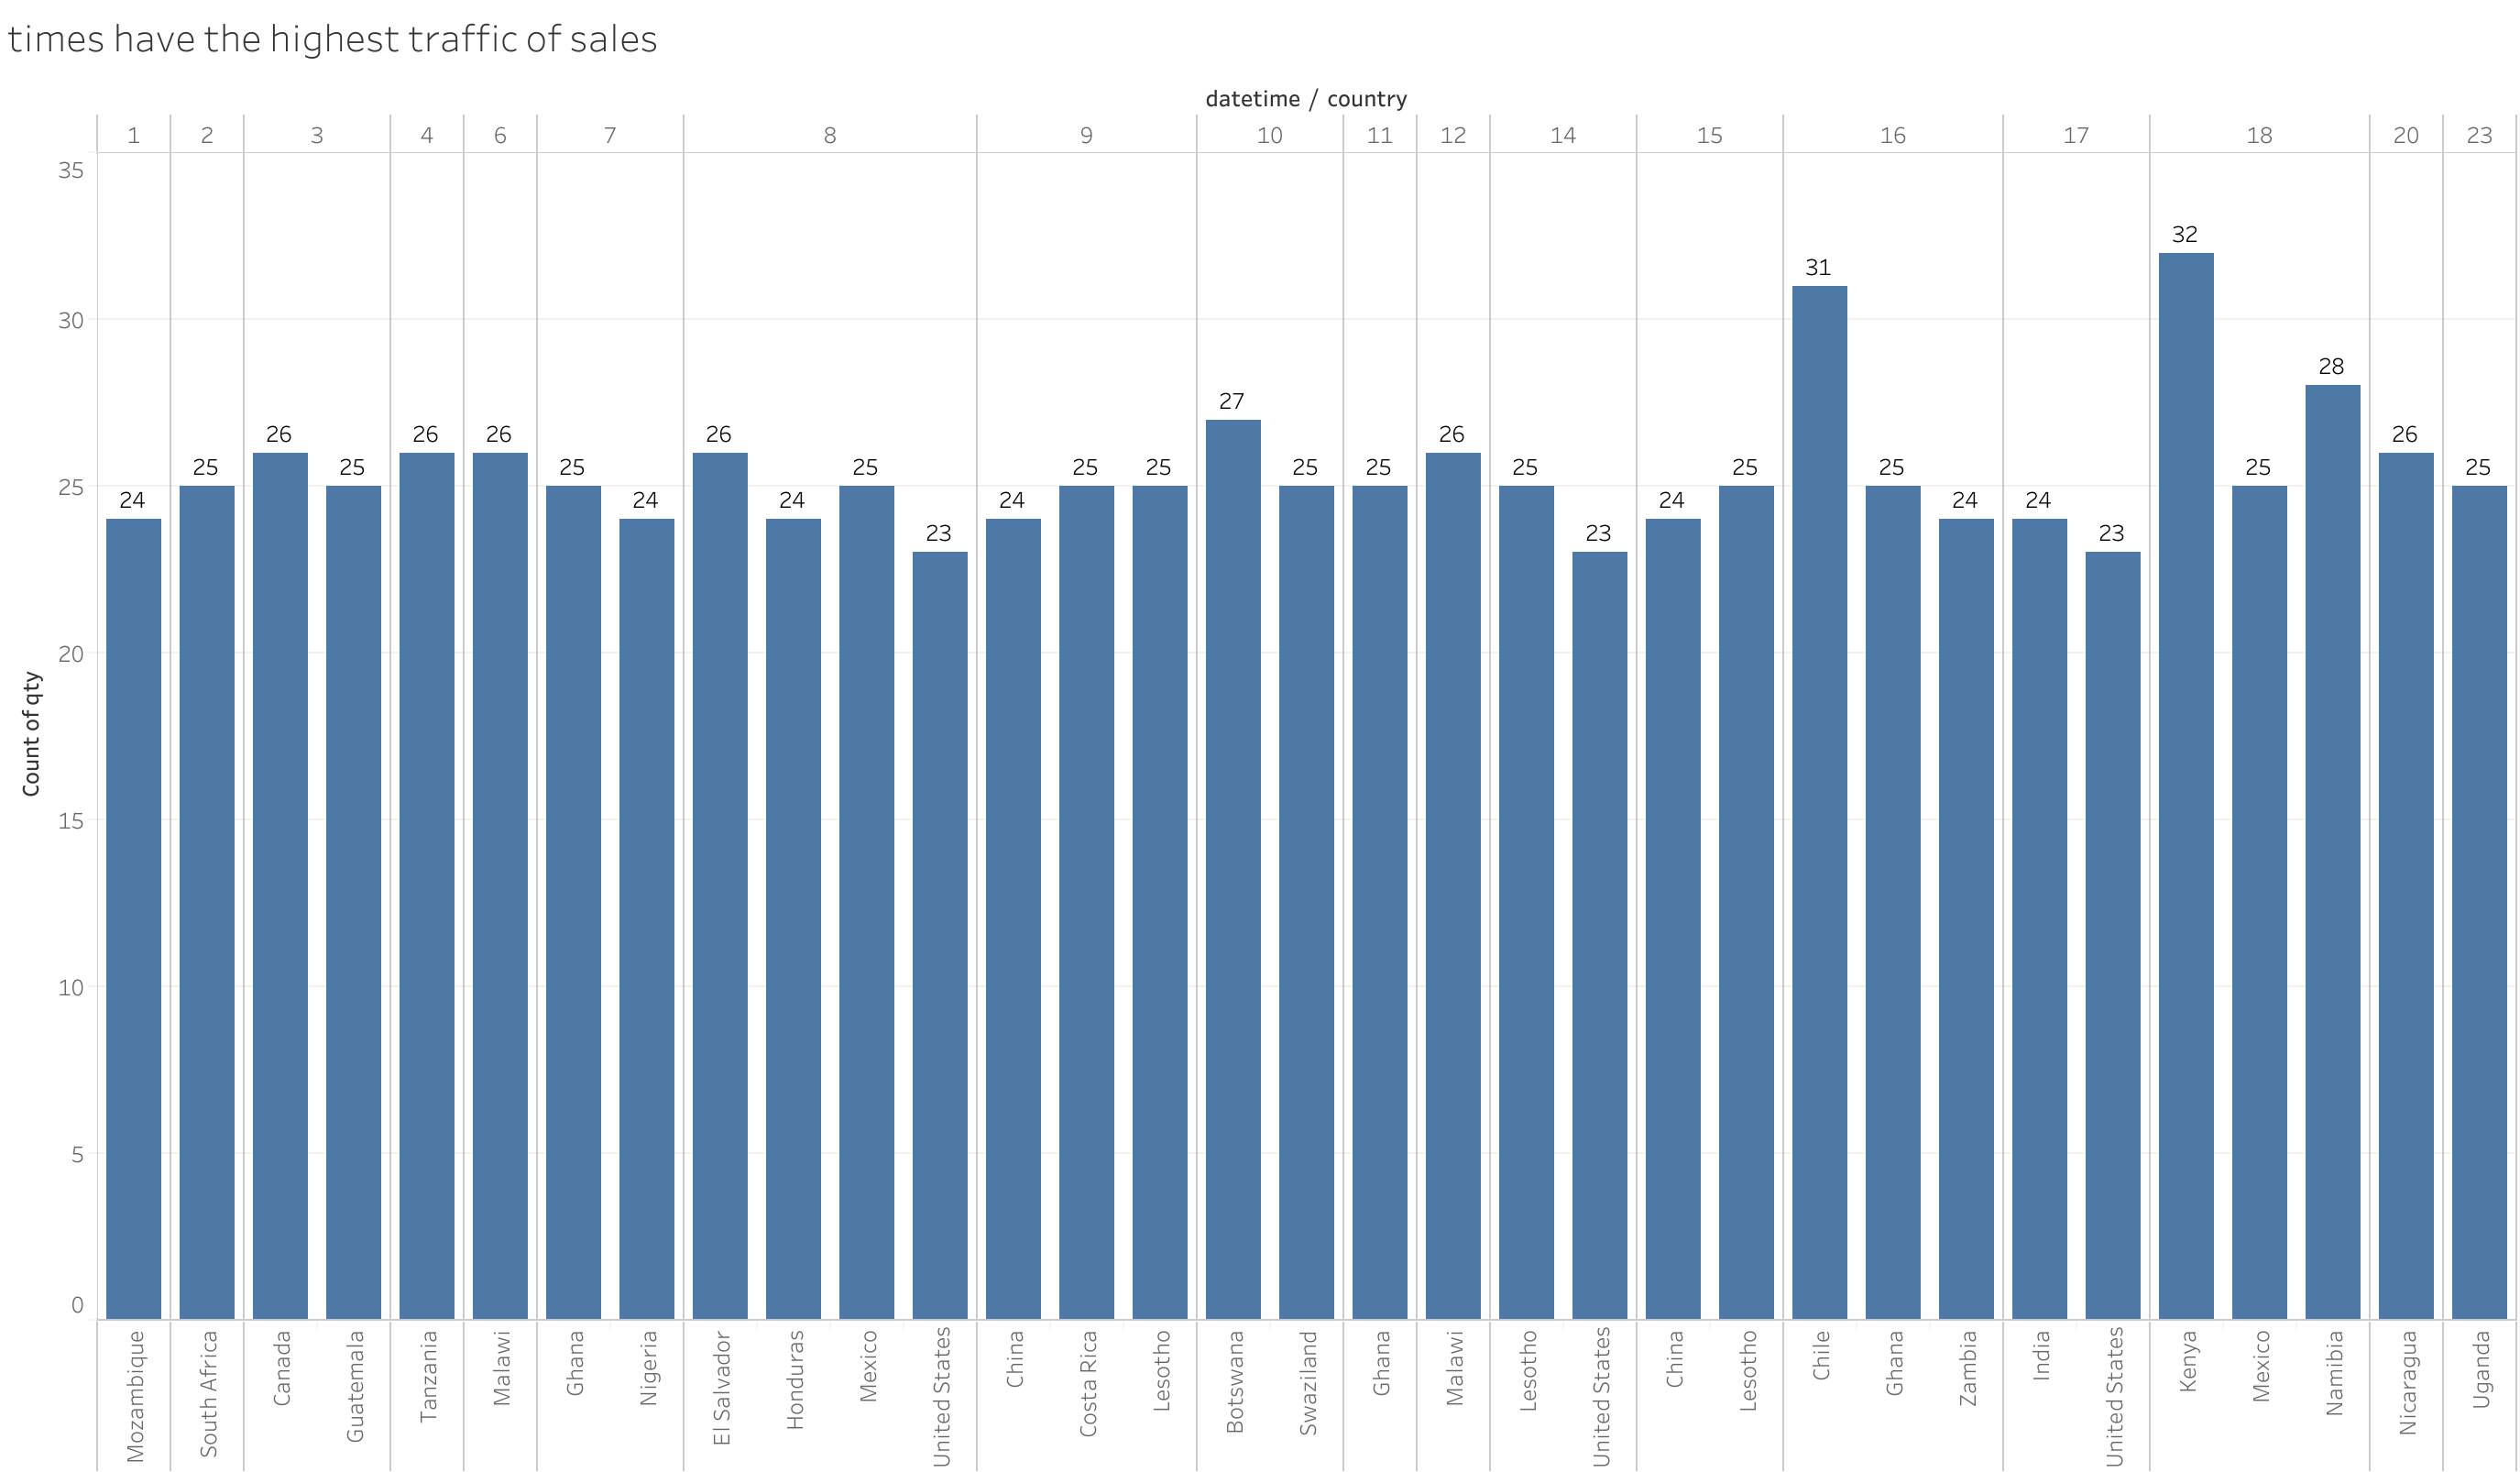 times have the highest traffic of sales
datetime / country
1 2 3 4 6 7 8 9 10 11 12 14 15 16 17 18 20 23
35
30
25
20
15
10
5
0
Count of qty
24 25 26 25 26 26 25 24 26 24 25 23 24 25 25 27 25 25 26 25 23 24 25 31 25 24 24 23 32 25 28 26 25
Mozambique
South Africa
Canada
Guatemala
Tanzania
Malawi
Ghana
Nigeria
El Salvador
Honduras
Mexico
United States
China
Costa Rica
Lesotho
Botswana
Swaziland
Ghana
Malawi
Lesotho
United States
China
Lesotho
Chile
Ghana
Zambia
India
United States
Kenya
Mexico
Namibia
Nicaragua
Uganda